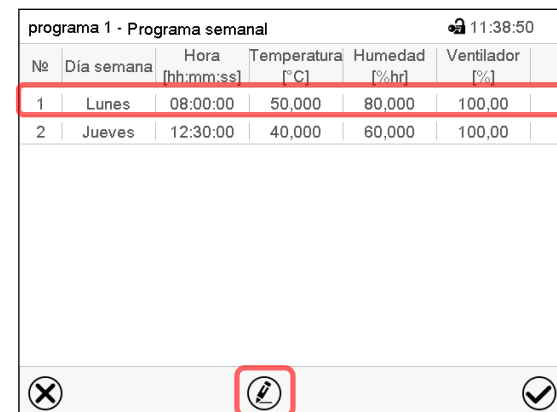 programa 1 - Programa semanal 11:38:50
Nº Día semana Hora [hh:mm:ss] Temperatura [°C] Humedad [%hr] Ventilador [%]
1 Lunes 08:00:00 50,000 80,000 100,00
2 Jueves 12:30:00 40,000 60,000 100,00